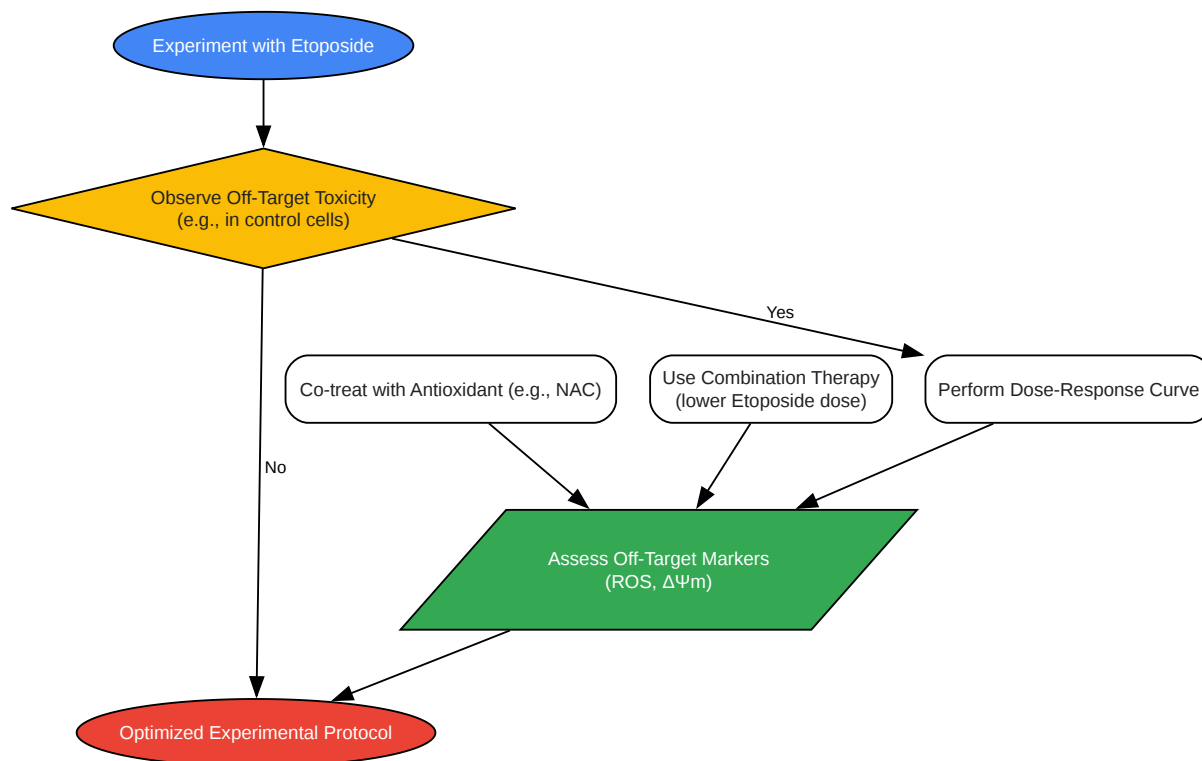 Experiment with Etoposide
Observe Off-Target Toxicity
(e.g., in control cells)
Yes
Co-treat with Antioxidant (e.g., NAC)
Use Combination Therapy
(lower Etoposide dose)
Perform Dose-Response Curve
No
Assess Off-Target Markers
(ROS, ΔΨm)
Optimized Experimental Protocol